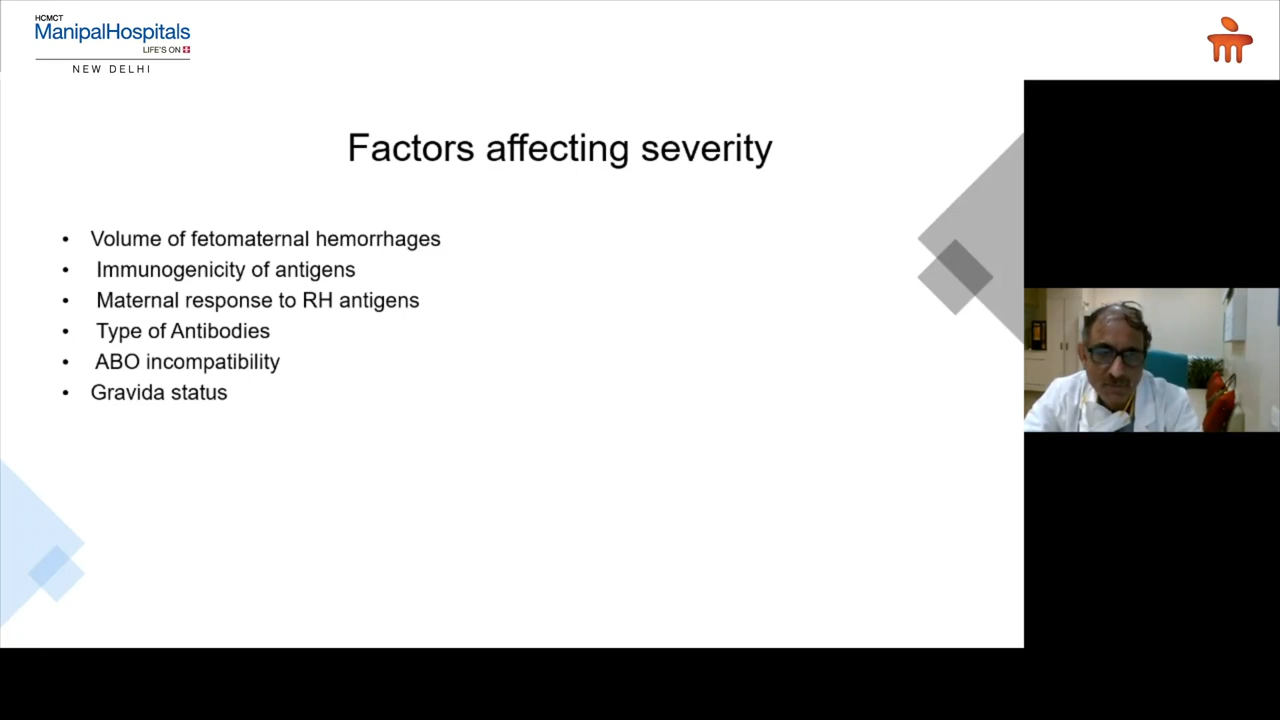 HCMCT
ManipalHospitals
LIFE'S ON
NEW DELHI
Factors affecting severity
• Volume of fetomaternal hemorrhages
• Immunogenicity of antigens
• Maternal response to RH antigens
• Type of Antibodies
• ABO incompatibility
• Gravida status